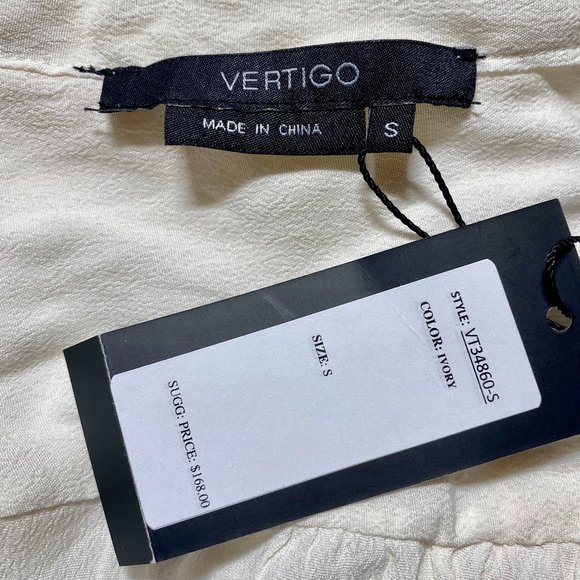 VERTIGO
MADE IN CHINA
S
STYLE: VT34860-S
COLOR: IVORY
SIZE: S
SUGG: PRICE: $168.00